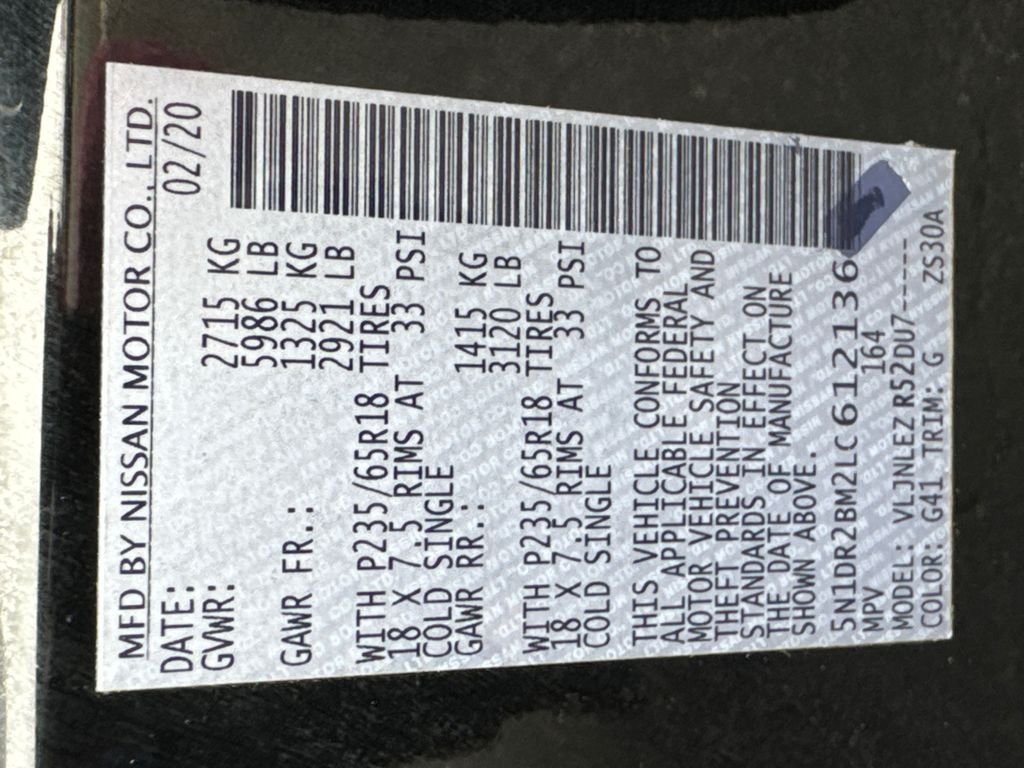 MFD BY NISSAN MOTOR CO., LTD.
DATE: 02/20
GVWR: 2715 KG
5986 LB
GAWR FR.: 1325 KG
2921 LB
WITH P235/65R18 TIRES
18 X 7.5 RIMS AT 33 PSI
COLD SINGLE
GAWR RR.: 1415 KG
3120 LB
WITH P235/65R18 TIRES
18 X 7.5 RIMS AT 33 PSI
COLD SINGLE
THIS VEHICLE CONFORMS TO
ALL APPLICABLE FEDERAL
MOTOR VEHICLE SAFETY AND
THEFT PREVENTION
STANDARDS IN EFFECT ON
THE DATE OF MANUFACTURE
SHOWN ABOVE.
5N1DR2BM2LC612136
MPV 164
MODEL: VLJNLEZ R52DU7-----
COLOR: G41 TRIM: G ZS30A